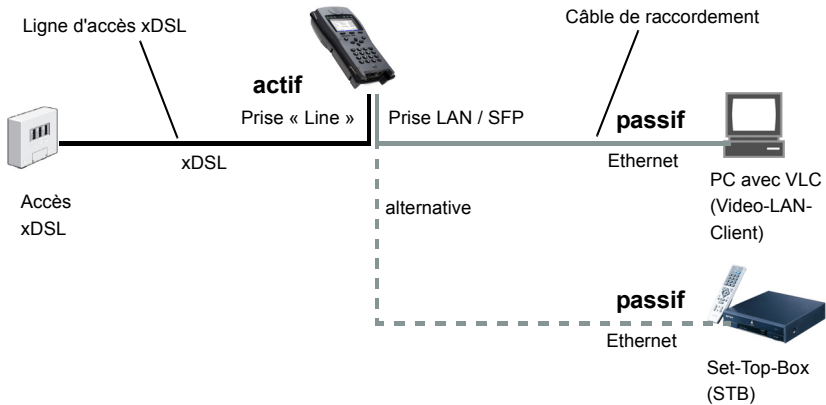 Ligne d'accès xDSL
Câble de raccordement
actif
Prise « Line »
Prise LAN / SFP
passif
xDSL
Ethernet
Accès
xDSL
alternative
PC avec VLC
(Video-LAN-
Client)
passif
Ethernet
Set-Top-Box
(STB)